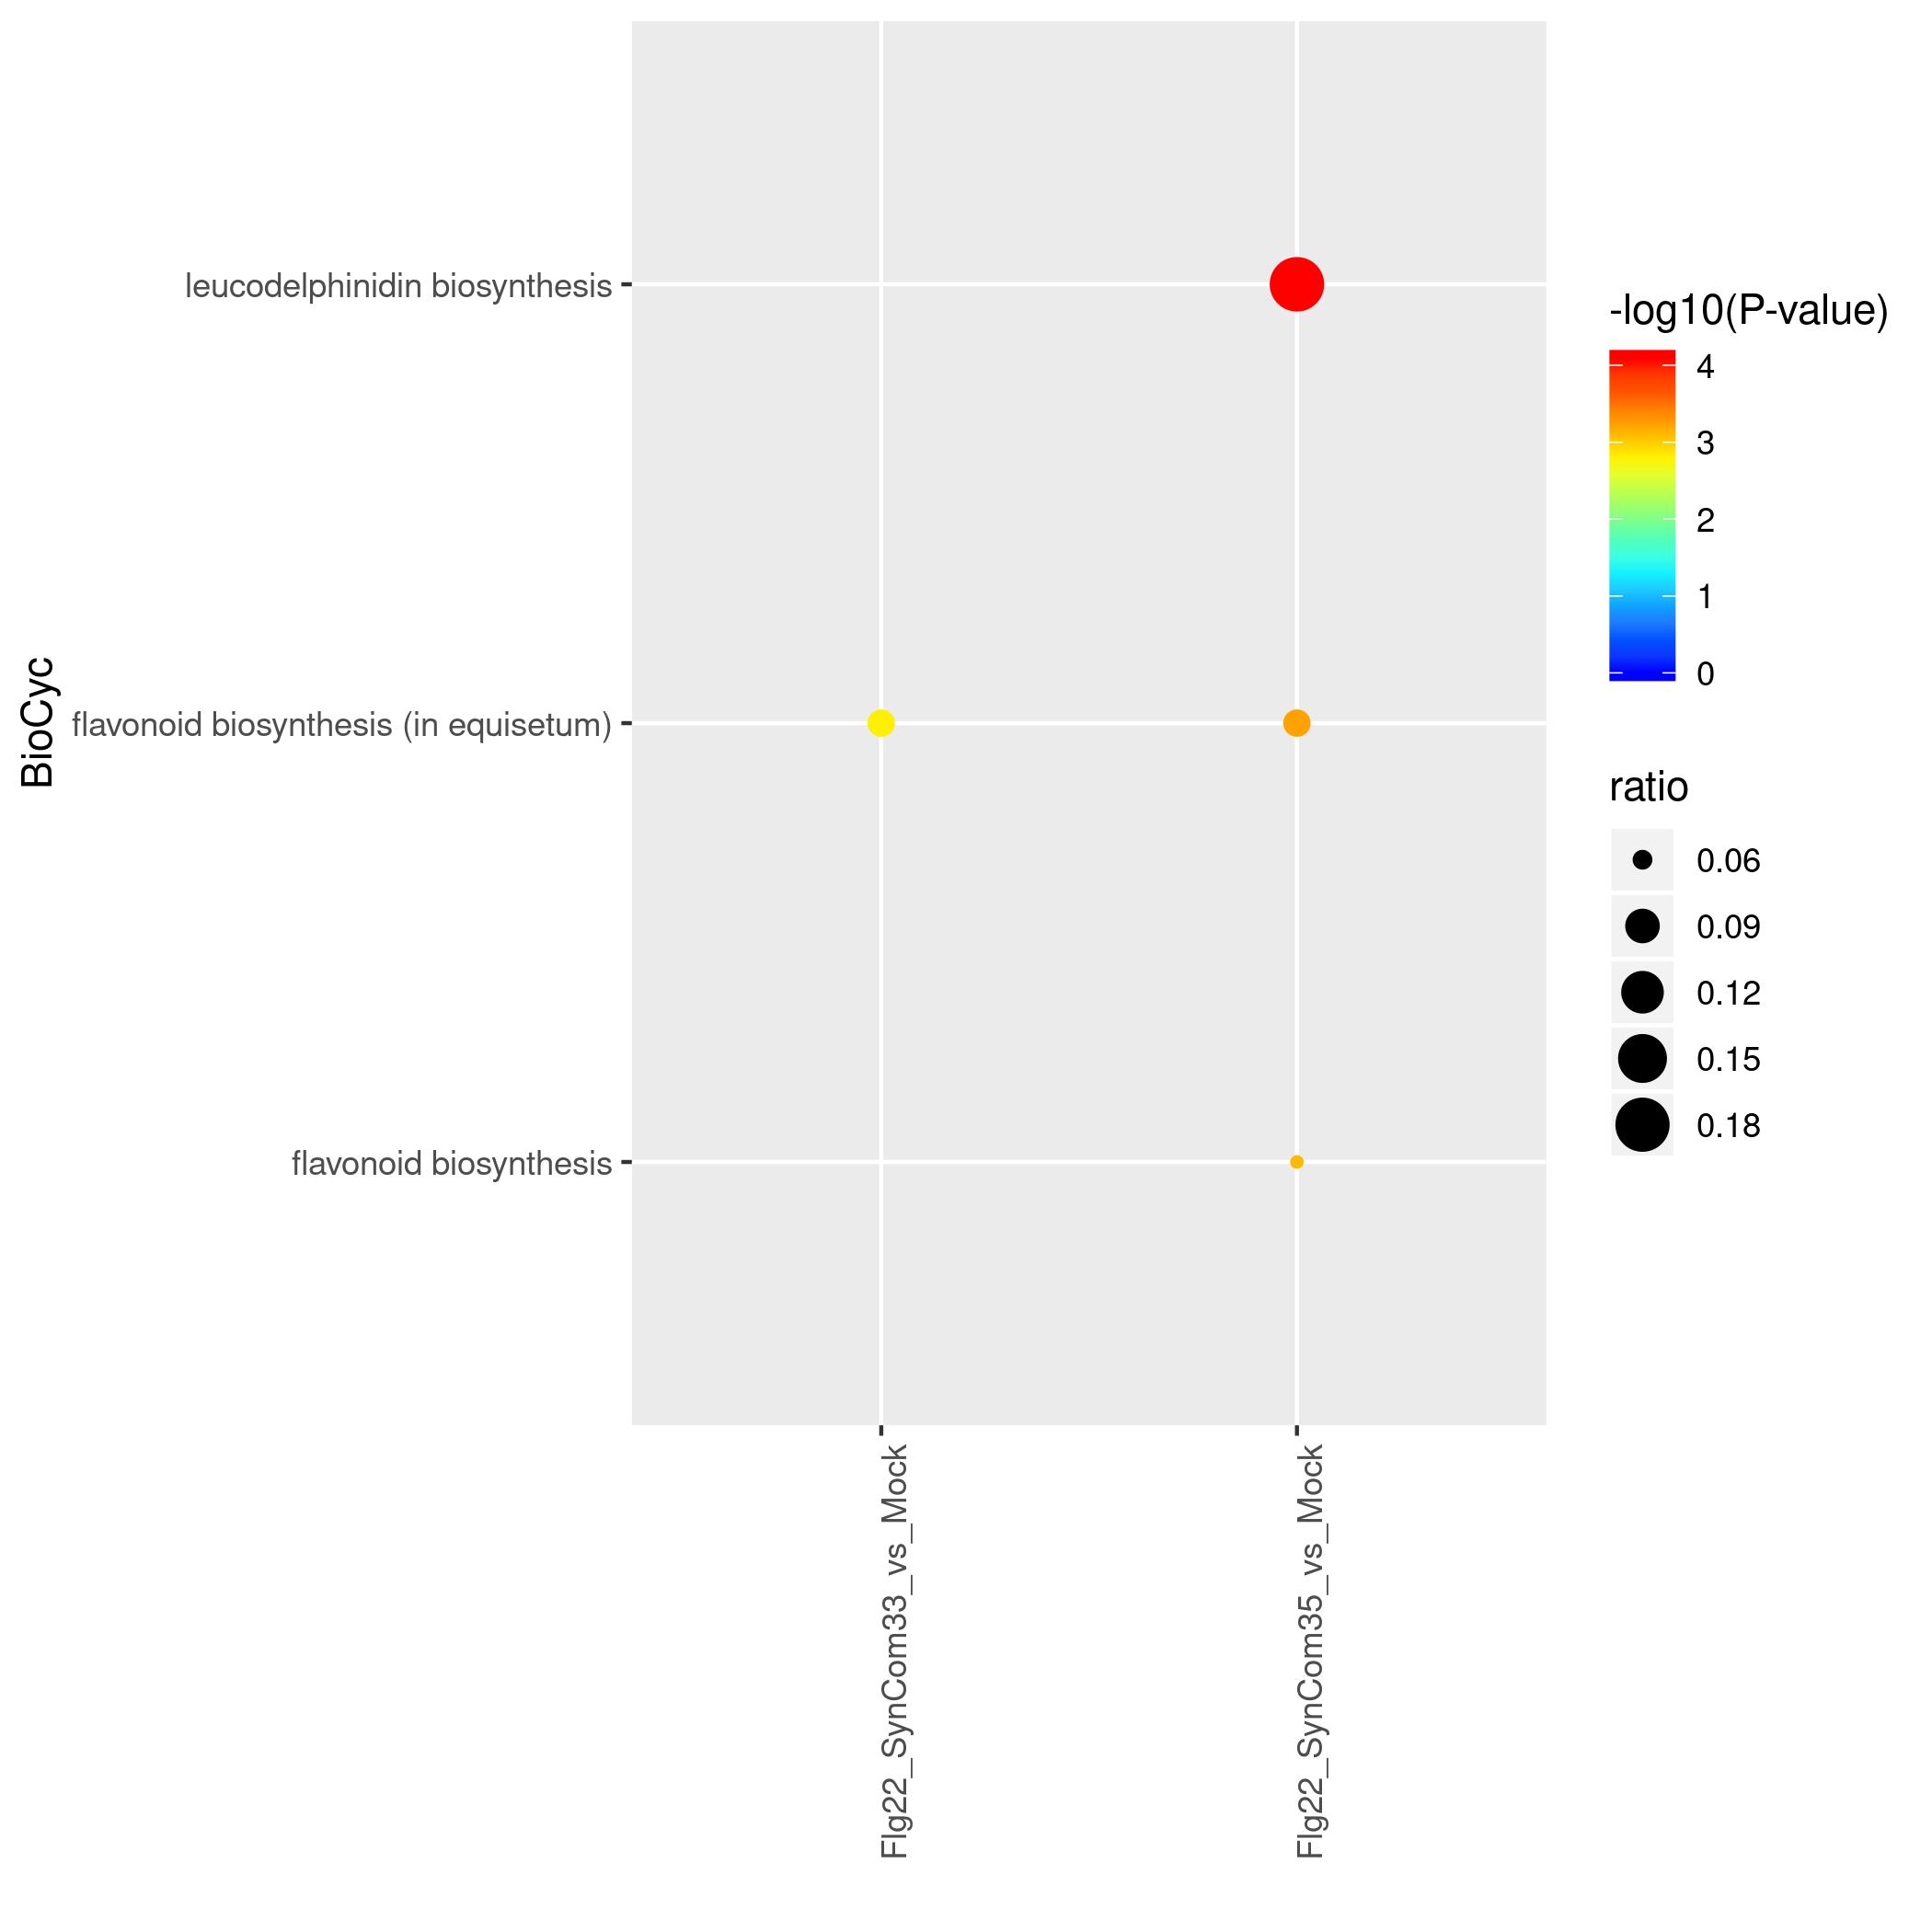 BioCyc
leucodelphinidin biosynthesis
flavonoid biosynthesis (in equisetum)
flavonoid biosynthesis
Flg22_SynCom33_vs_Mock
Flg22_SynCom35_vs_Mock
-log10(P-value)
4
3
2
1
0
ratio
0.06
0.09
0.12
0.15
0.18